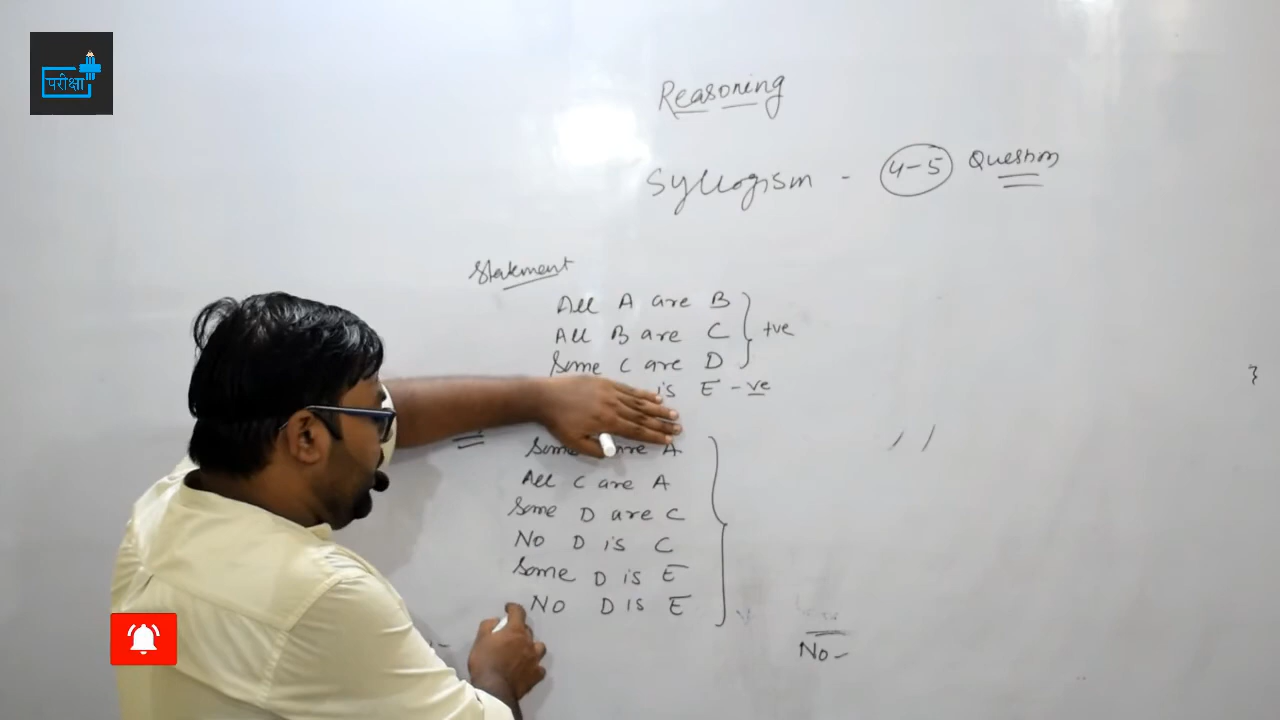 परीक्षा
Reasoning
Syllogism - 4-5 Question
Statement
All A are B
All B are C
+ve
Some C are D
is E -ve
Some are A
All C are A
Some D are C
No D is C
Some D is E
No D is E
No-